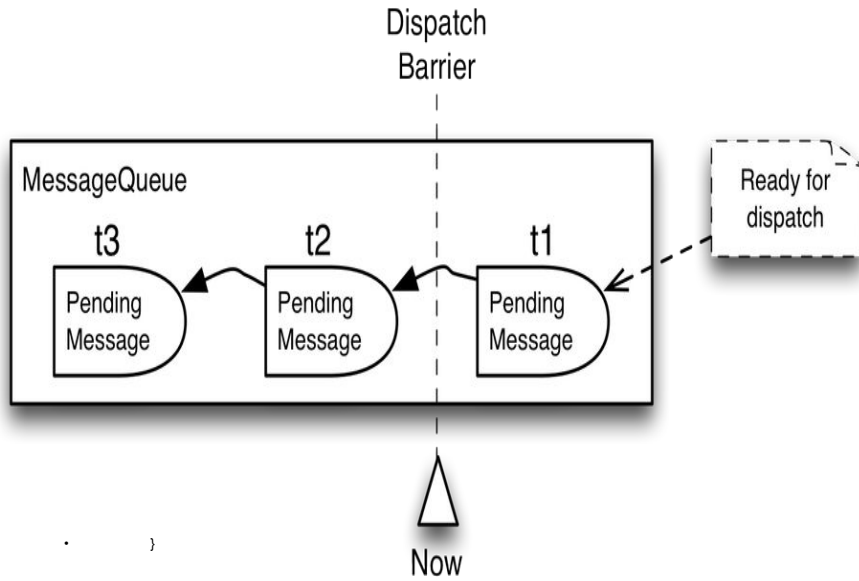 Dispatch
Barrier
MessageQueue
Ready for
dispatch
t3
t2
t1
Pending
Message
Pending
Message
Pending
Message
• }
Now